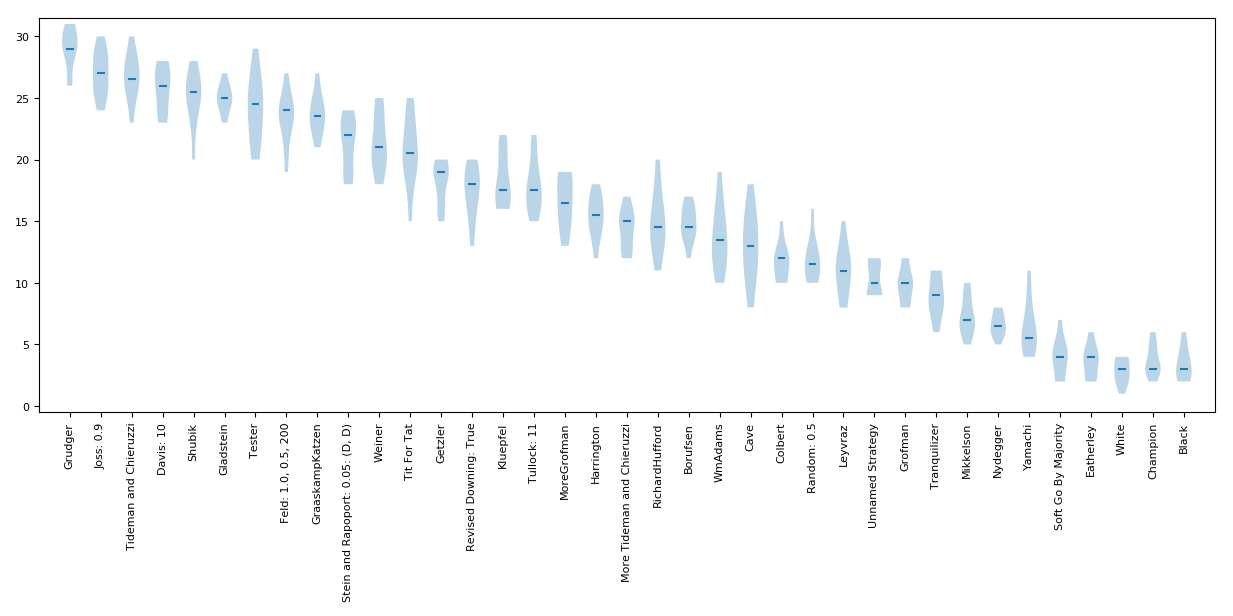 30
25
20
15
10
5
0
Grudger
Joss: 0.9
Tideman and Chieruzzi
Davis: 10
Shubik
Gladstein
Tester
Feld: 1.0, 0.5, 200
GraaskampKatzen
Stein and Rapoport: 0.05: (D, D)
Weiner
Tit For Tat
Getzler
Revised Downing: True
Kluepfel
Tullock: 11
MoreGrofman
Harrington
More Tideman and Chieruzzi
RichardHufford
Borufsen
WmAdams
Cave
Colbert
Random: 0.5
Leyvraz
Unnamed Strategy
Grofman
Tranquilizer
Mikkelson
Nydegger
Yamachi
Soft Go By Majority
Eatherley
White
Champion
Black